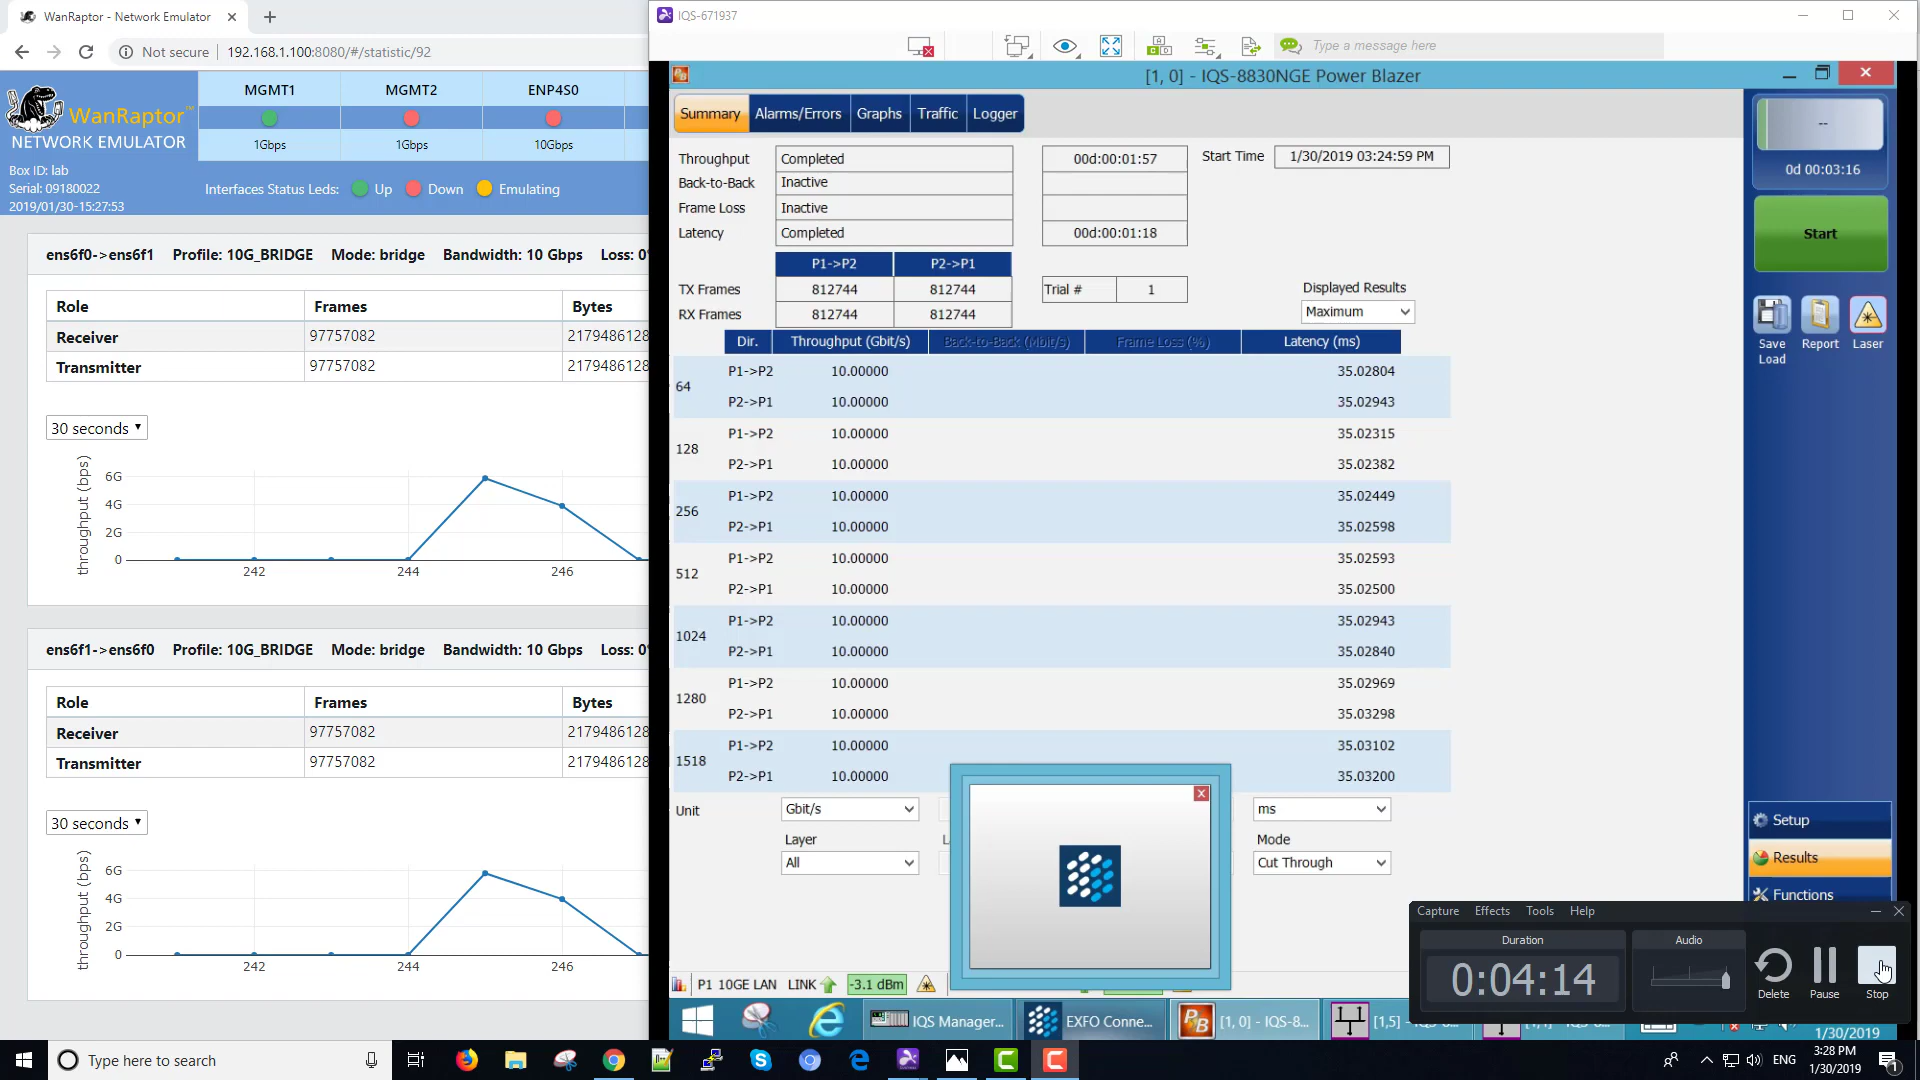 WanRaptor - Network Emulator
Not secure 192.168.1.100:8080/#/statistic/92
WanRaptor™
NETWORK EMULATOR
Box ID: lab
Serial: 09180022
2019/01/30-15:27:53
MGMT1 MGMT2 ENP4S0
1Gbps 1Gbps 10Gbps
Interfaces Status Leds: Up Down Emulating
ens6f0->ens6f1 Profile: 10G_BRIDGE Mode: bridge Bandwidth: 10 Gbps Loss: 0
Role Frames Bytes
Receiver 97757082 2179486128
Transmitter 97757082 2179486128
30 seconds
throughput (bps)
6G
4G
2G
0
242 244 246
ens6f1->ens6f0 Profile: 10G_BRIDGE Mode: bridge Bandwidth: 10 Gbps Loss: 0
Role Frames Bytes
Receiver 97757082 2179486128
Transmitter 97757082 2179486128
30 seconds
throughput (bps)
6G
4G
2G
0
242 244 246
IQS-671937
Type a message here
[1, 0] - IQS-8830NGE Power Blazer
Summary Alarms/Errors Graphs Traffic Logger
Throughput Completed 00d:00:01:57 Start Time 1/30/2019 03:24:59 PM
Back-to-Back Inactive
Frame Loss Inactive
Latency Completed 00d:00:01:18
P1->P2 P2->P1
TX Frames 812744 812744 Trial # 1
RX Frames 812744 812744
Displayed Results
Maximum
Dir. Throughput (Gbit/s) Back-to-Back (Mbit/s) Frame Loss (%) Latency (ms)
64
P1->P2 10.00000 35.02804
P2->P1 10.00000 35.02943
128
P1->P2 10.00000 35.02315
P2->P1 10.00000 35.02382
256
P1->P2 10.00000 35.02449
P2->P1 10.00000 35.02598
512
P1->P2 10.00000 35.02593
P2->P1 10.00000 35.02500
1024
P1->P2 10.00000 35.02943
P2->P1 10.00000 35.02840
1280
P1->P2 10.00000 35.02969
P2->P1 10.00000 35.03298
1518
P1->P2 10.00000 35.03102
P2->P1 10.00000 35.03200
Unit Gbit/s ms
Layer Mode
All Cut Through
P1 10GE LAN LINK -3.1 dBm
--
0d 00:03:16
Start
Save
Load
Report
Laser
Setup
Results
Functions
Capture Effects Tools Help
Duration Audio
0:04:14
Delete Pause Stop
IQS Manager... EXFO Conne... [1, 0] - IQS-8...
1/30/2019
Type here to search
ENG
3:28 PM
1/30/2019
1